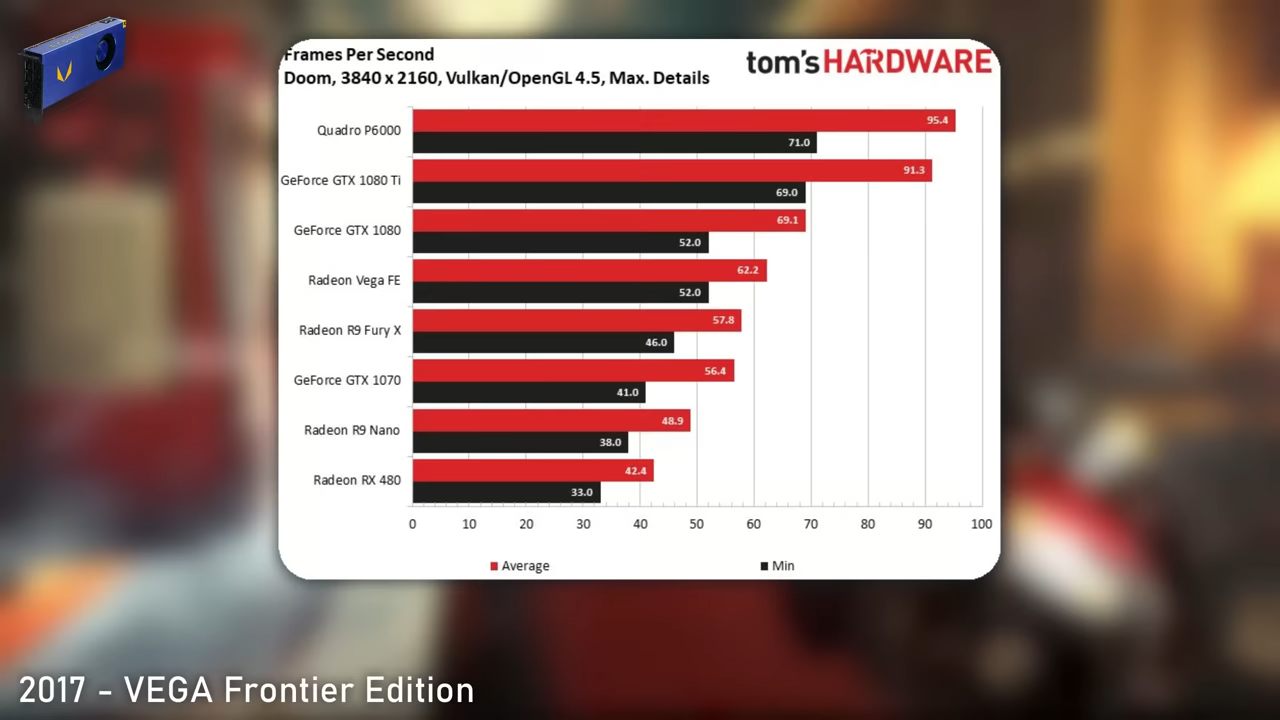 Frames Per Second
Doom, 3840 x 2160, Vulkan/OpenGL 4.5, Max. Details
tom's HARDWARE
Quadro P6000
95.4
71.0
GeForce GTX 1080 Ti
91.3
69.0
GeForce GTX 1080
69.1
52.0
Radeon Vega FE
62.2
52.0
Radeon R9 Fury X
57.8
46.0
GeForce GTX 1070
56.4
41.0
Radeon R9 Nano
48.9
38.0
Radeon RX 480
42.4
33.0
0 10 20 30 40 50 60 70 80 90 100
Average Min
2017 - VEGA Frontier Edition